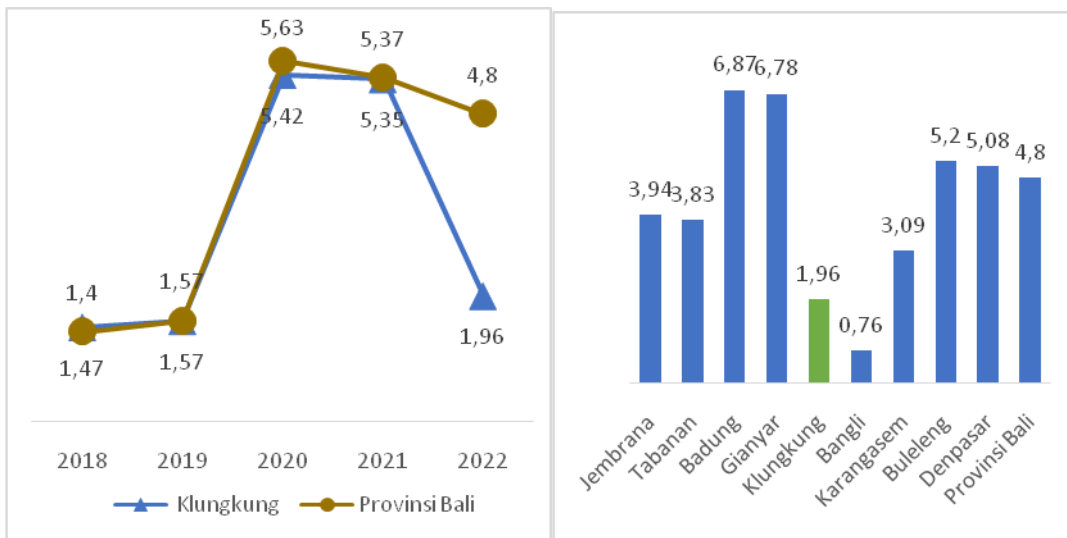 5,63
5,37
4,8
5,42
5,35
1,4
1,57
1,47
1,57
1,96
2018 2019 2020 2021 2022
Klungkung Provinsi Bali
6,87 6,78
5,2
5,08
4,8
3,94
3,83
3,09
1,96
0,76
Jembrana
Tabanan
Badung
Gianyar
Klungkung
Bangli
Karangasem
Buleleng
Denpasar
Provinsi Bali